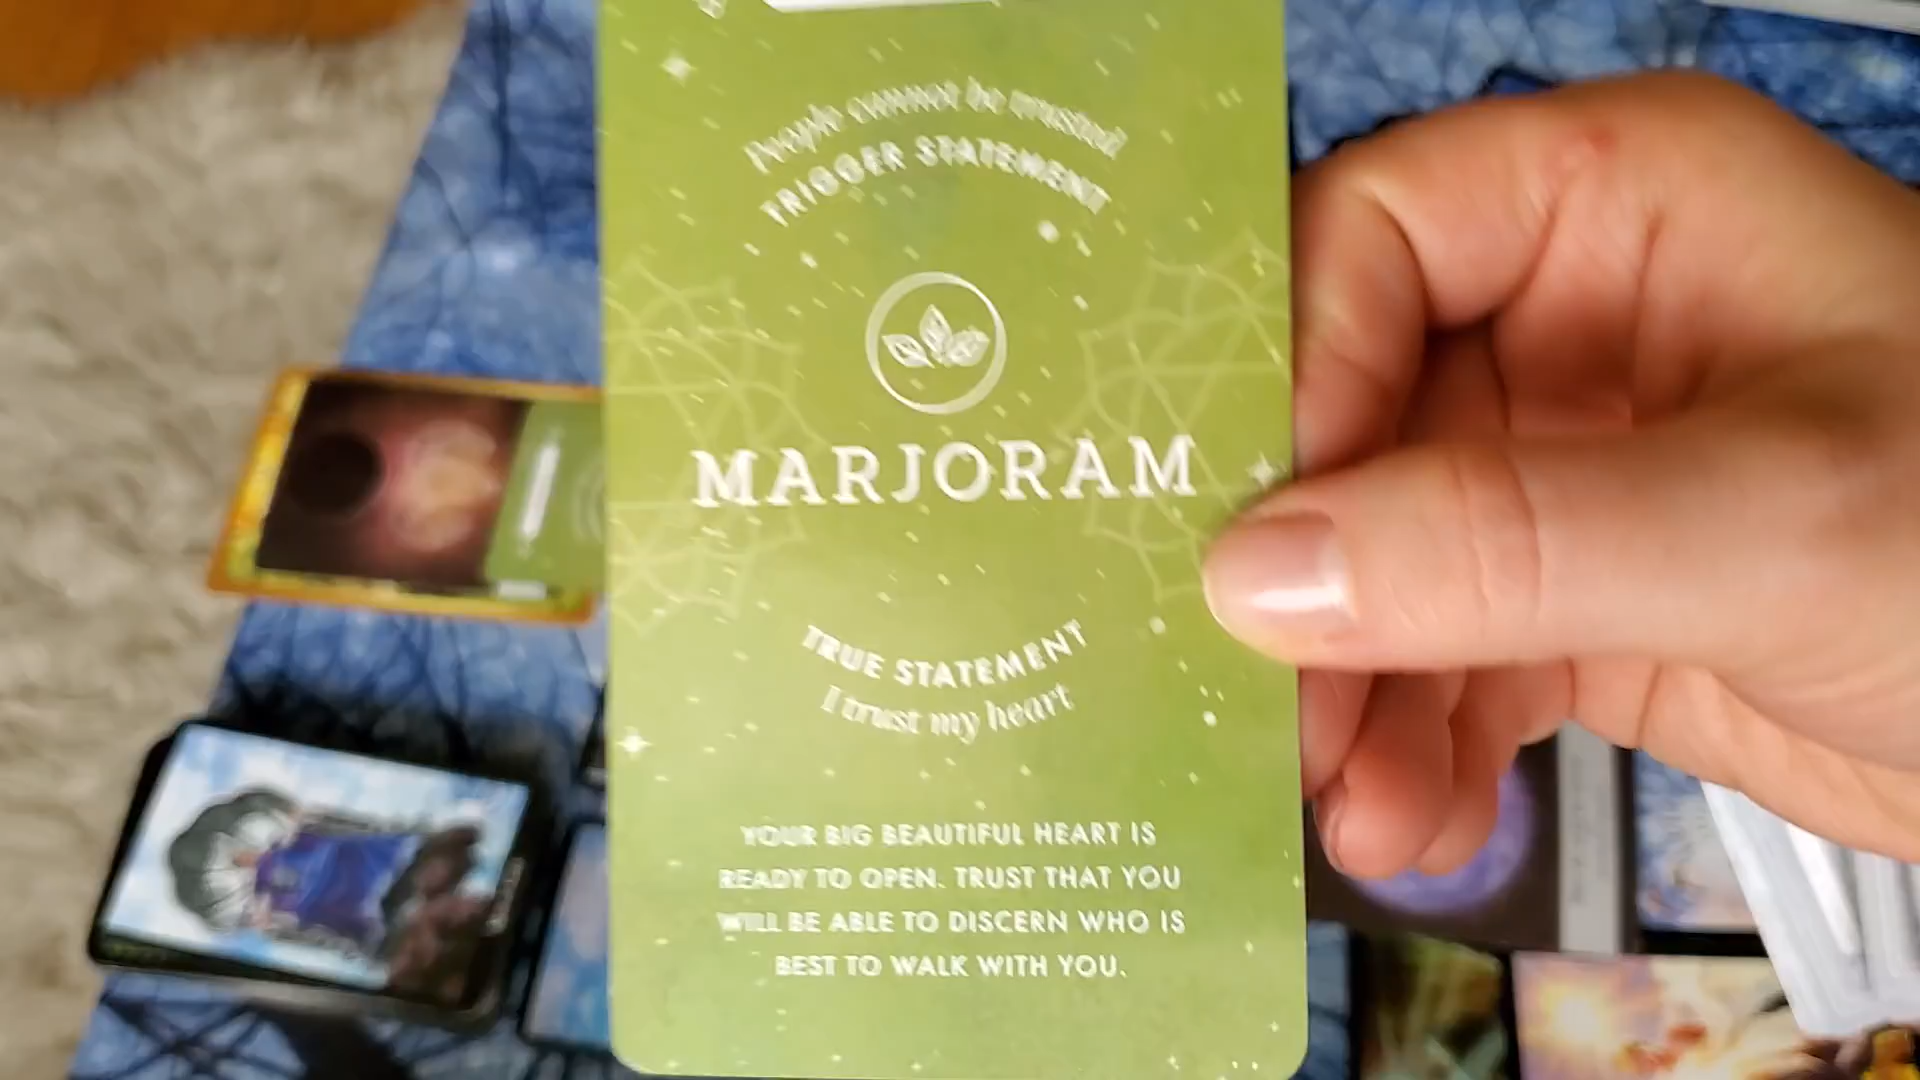 People cannot be trusted
TRIGGER STATEMENT
MARJORAM
TRUE STATEMENT
I trust my heart
YOUR BIG BEAUTIFUL HEART IS
READY TO OPEN. TRUST THAT YOU
WILL BE ABLE TO DISCERN WHO IS
BEST TO WALK WITH YOU.